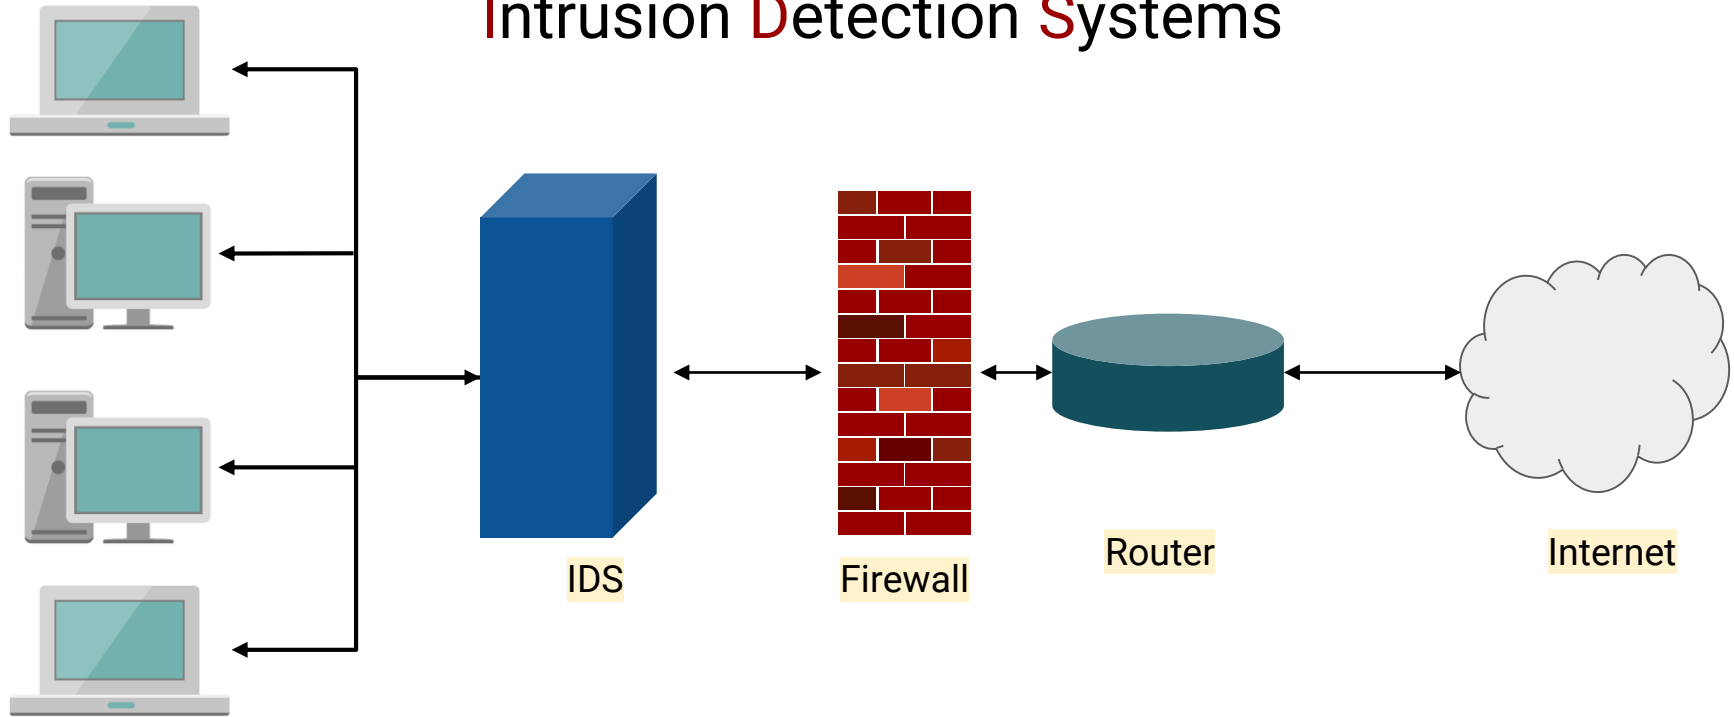 Intrusion Detection Systems
IDS
Firewall
Router
Internet